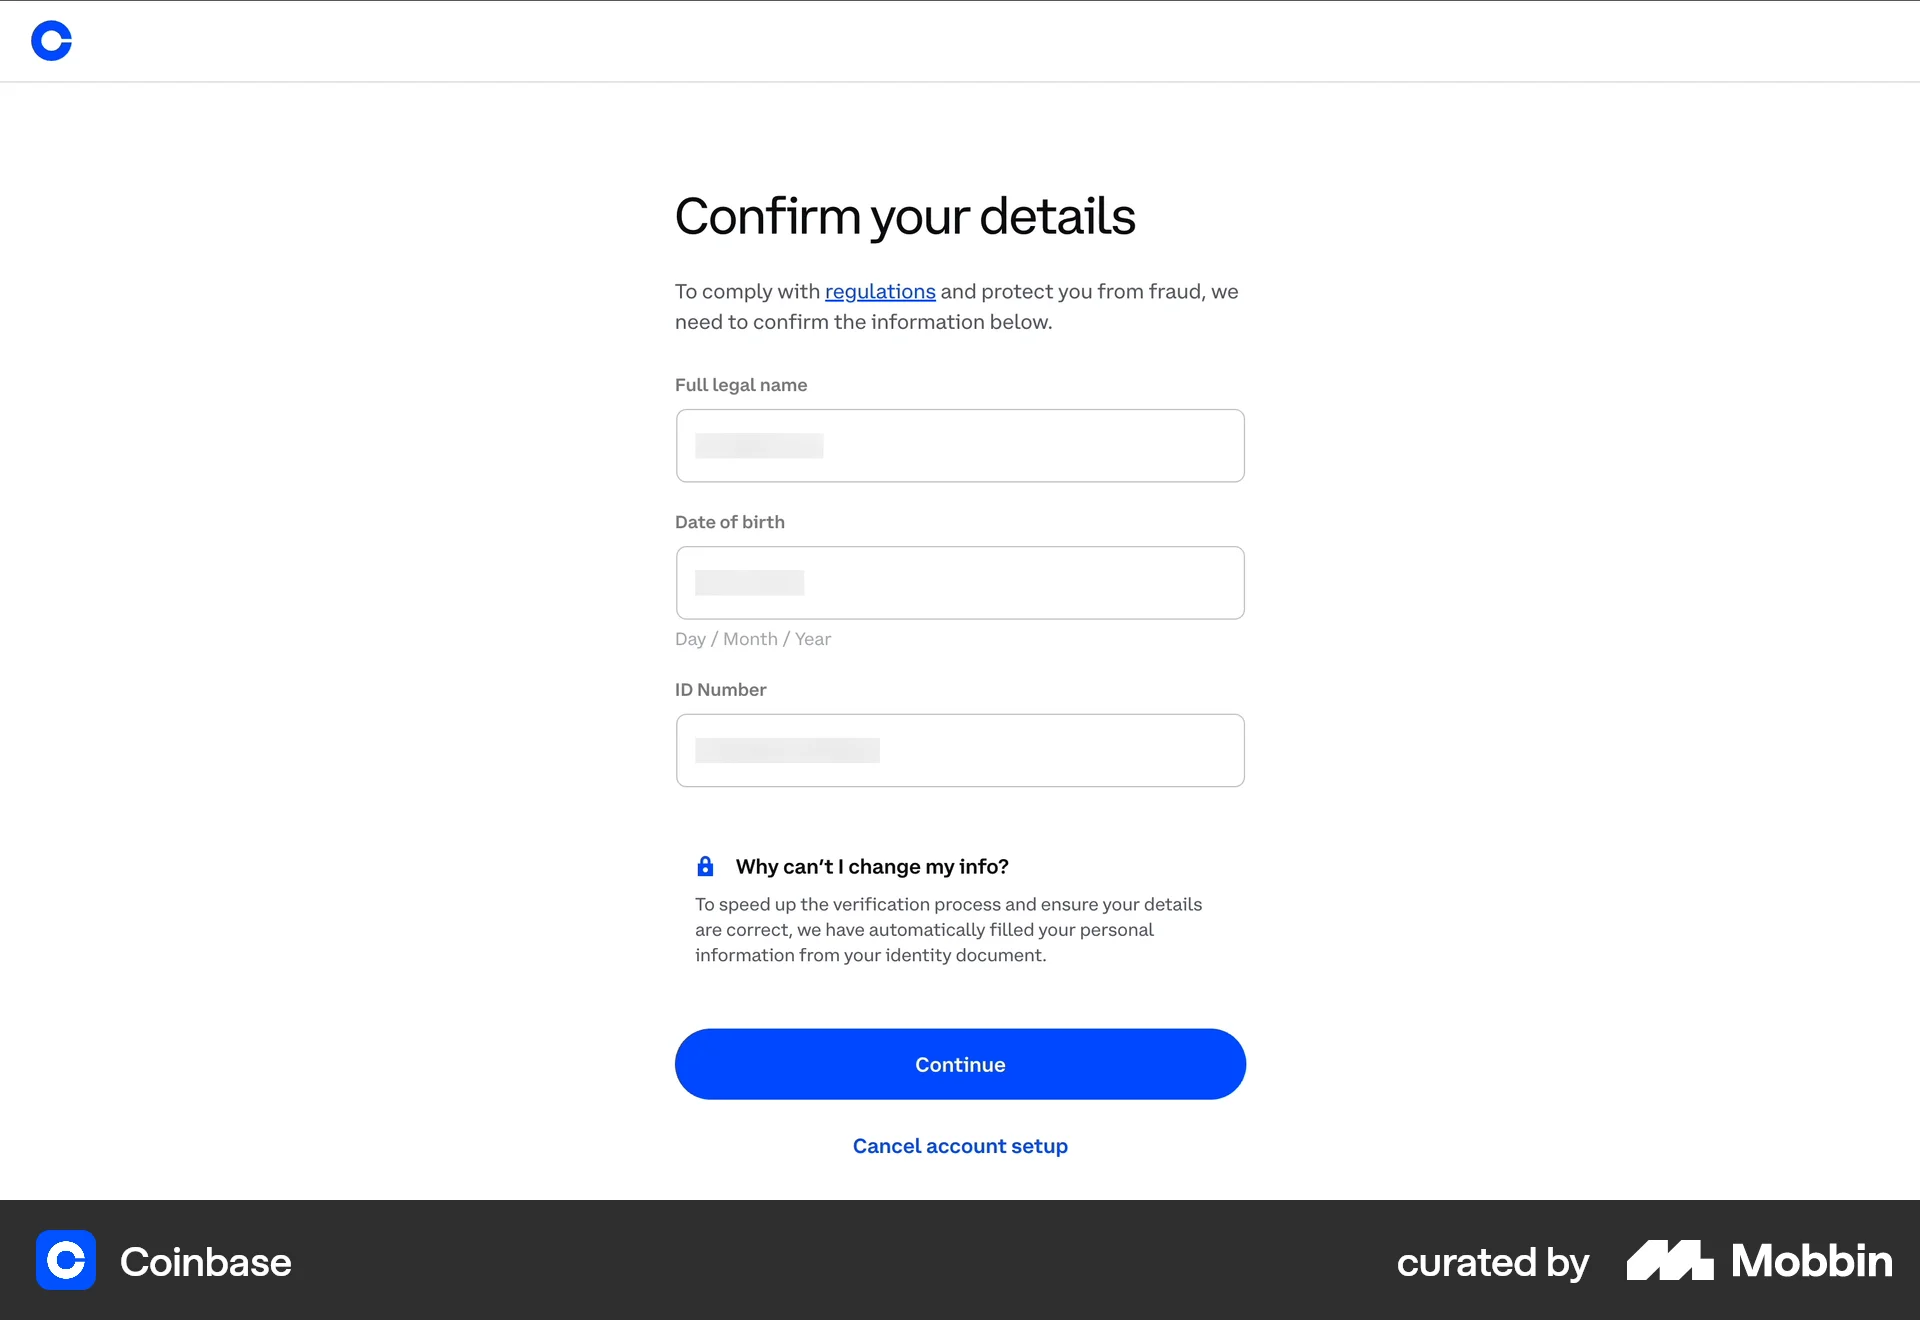 Confirm your details
To comply with regulations and protect you from fraud, we
need to confirm the information below.
Full legal name
Date of birth
Day / Month / Year
ID Number
Why can’t I change my info?
To speed up the verification process and ensure your details
are correct, we have automatically filled your personal
information from your identity document.
Continue
Cancel account setup
Coinbase
curated by Mobbin